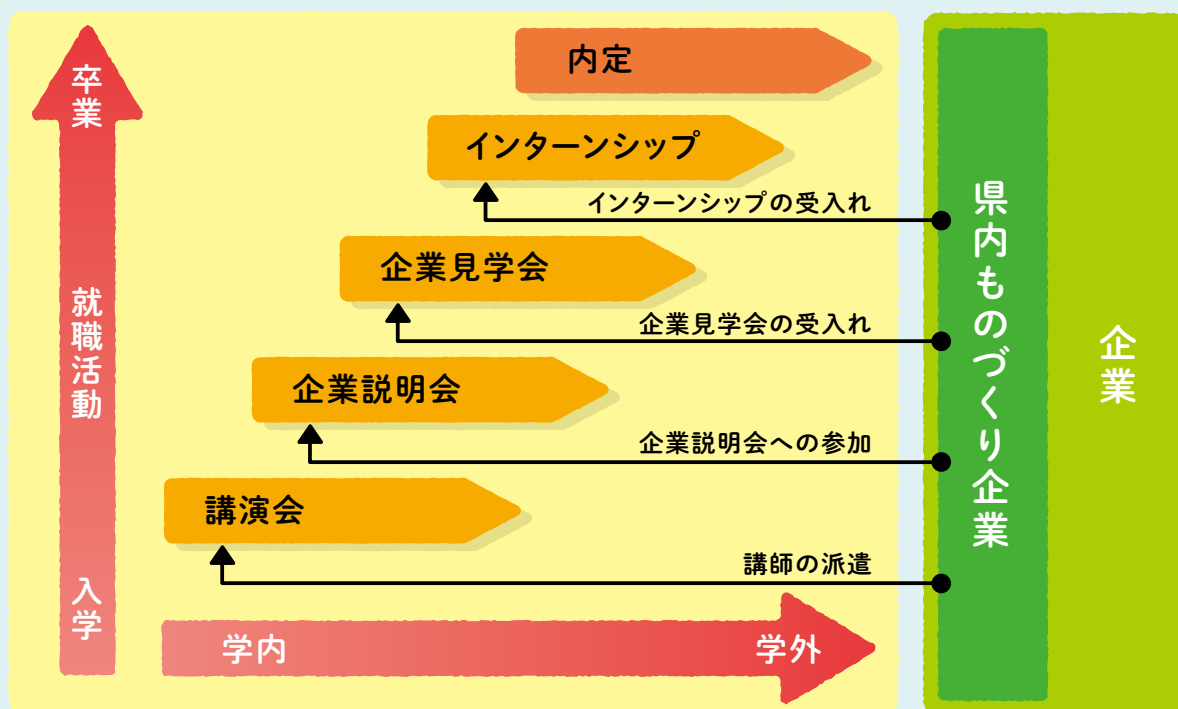 卒業
就職活動
入学
内定
インターンシップ
インターンシップの受入れ
企業見学会
企業見学会の受入れ
企業説明会
企業説明会への参加
講演会
講師の派遣
学内
学外
県内ものづくり企業
企業